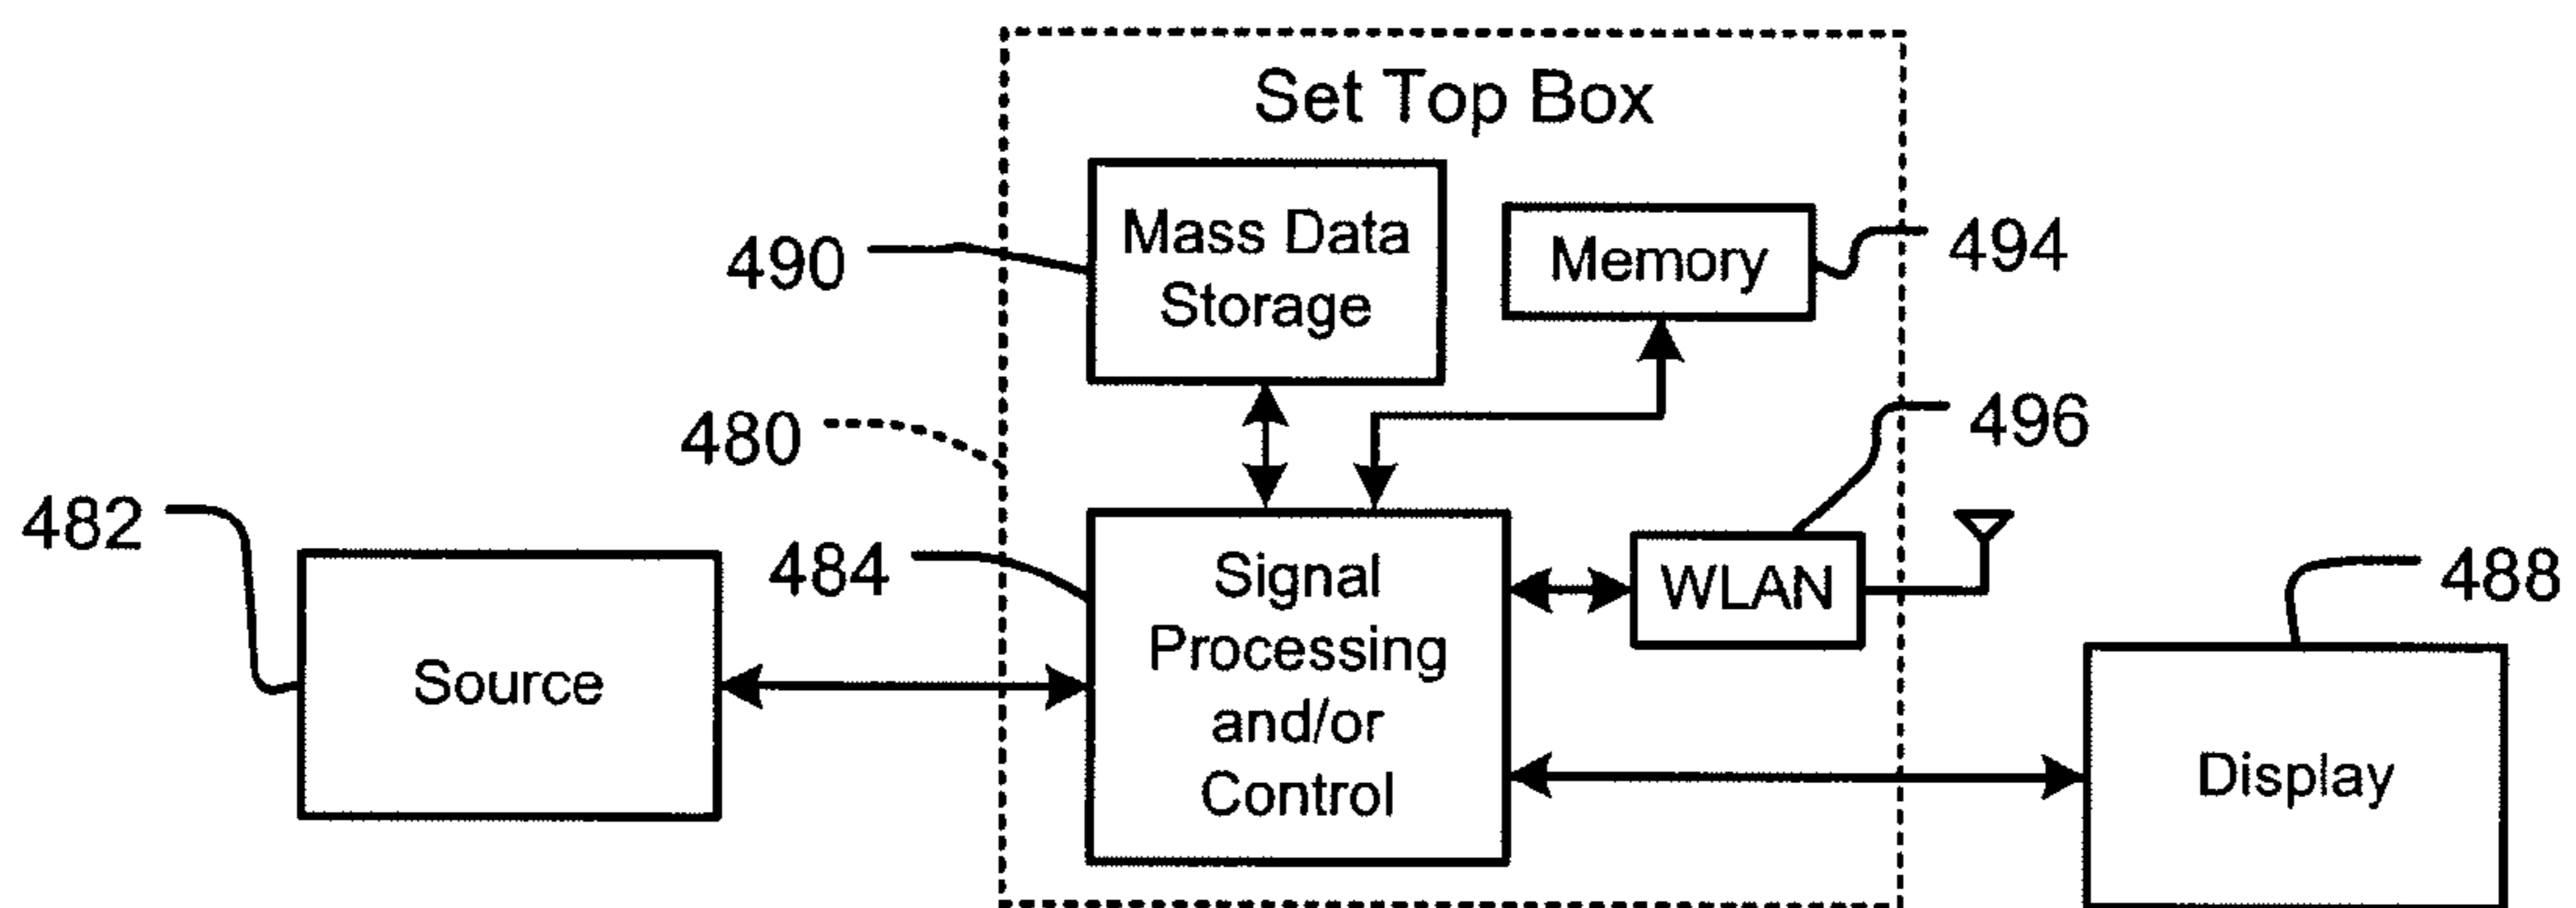 Set Top Box
Mass Data
Storage
Memory
490
494
480
496
482
484
Signal
Processing
and/or
Control
WLAN
488
Source
Display